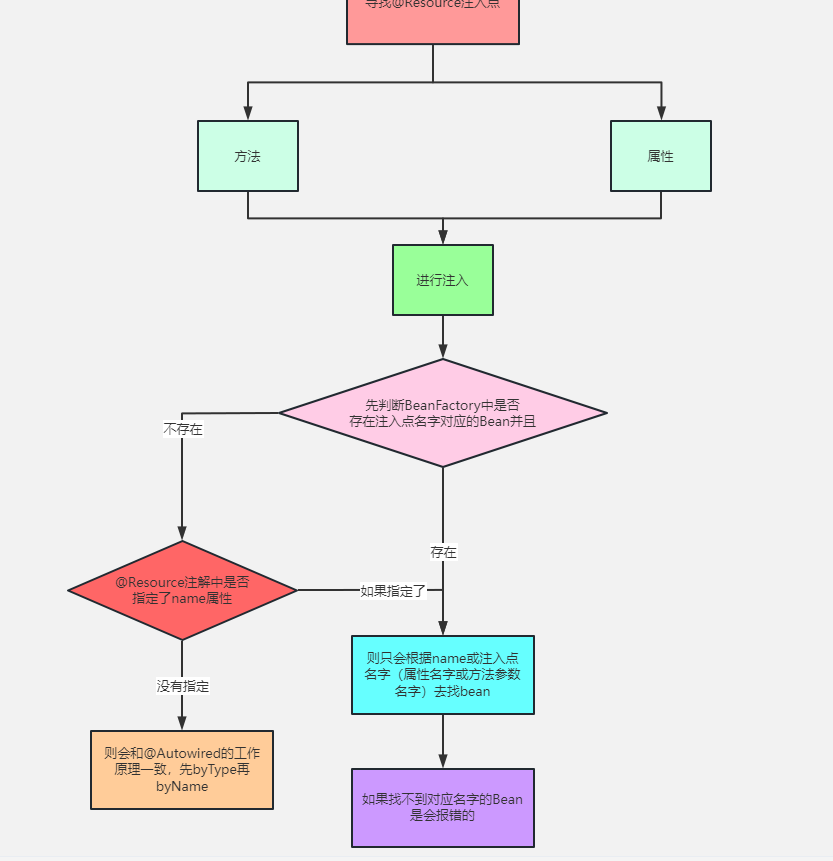 寻找@Resource注入点
方法
属性
进行注入
先判断BeanFactory中是否
存在注入点名字对应的Bean并且
不存在
存在
@Resource注解中是否
指定了name属性
如果指定了
则只会根据name或注入点
名字（属性名字或方法参数
名字）去找bean
没有指定
则会和@Autowired的工作
原理一致，先byType再
byName
如果找不到对应名字的Bean
是会报错的